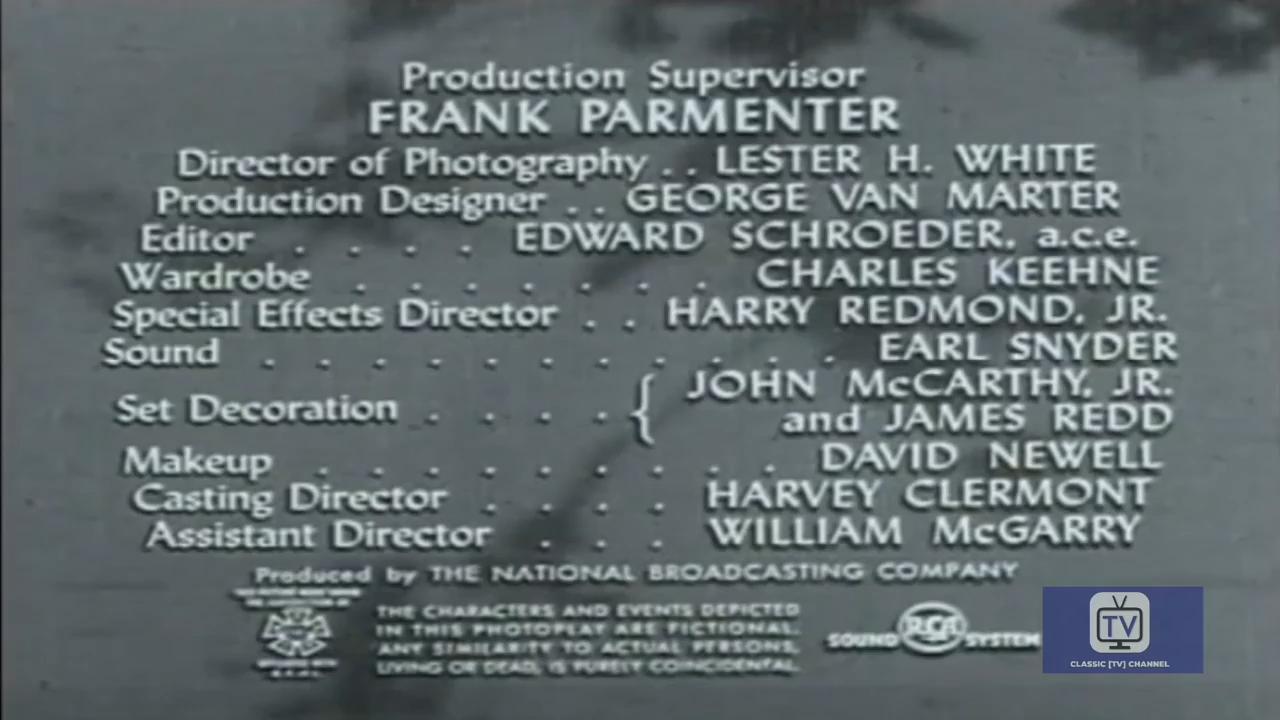 Production Supervisor
FRANK PARMENTER
Director of Photography . . LESTER H. WHITE
Production Designer . . GEORGE VAN MARTER
Editor . . . . EDWARD SCHROEDER, a.c.e.
Wardrobe . . . . . . . CHARLES KEEHNE
Special Effects Director . . HARRY REDMOND, JR.
Sound . . . . . . . . . . . EARL SNYDER
Set Decoration . . . . { JOHN McCARTHY, JR.
and JAMES REDD
Makeup . . . . . . . . . DAVID NEWELL
Casting Director . . . . HARVEY CLERMONT
Assistant Director . . . WILLIAM McGARRY
Produced by THE NATIONAL BROADCASTING COMPANY
THE CHARACTERS AND EVENTS DEPICTED
IN THIS PHOTOPLAY ARE FICTIONAL.
ANY SIMILARITY TO ACTUAL PERSONS,
LIVING OR DEAD, IS PURELY COINCIDENTAL.
SOUND RCA SYSTEM
TV
CLASSIC [TV] CHANNEL